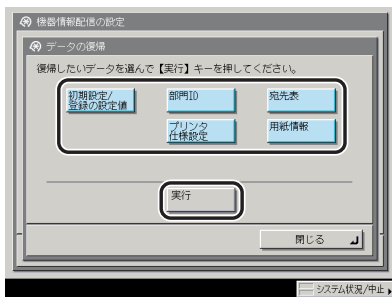 機器情報配信の設定
データの復帰
復帰したいデータを選んで【実行】キーを押してください。
初期設定/
登録の設定値
部門ID
宛先表
プリンタ
仕様設定
用紙情報
実行
閉じる
システム状況/中止